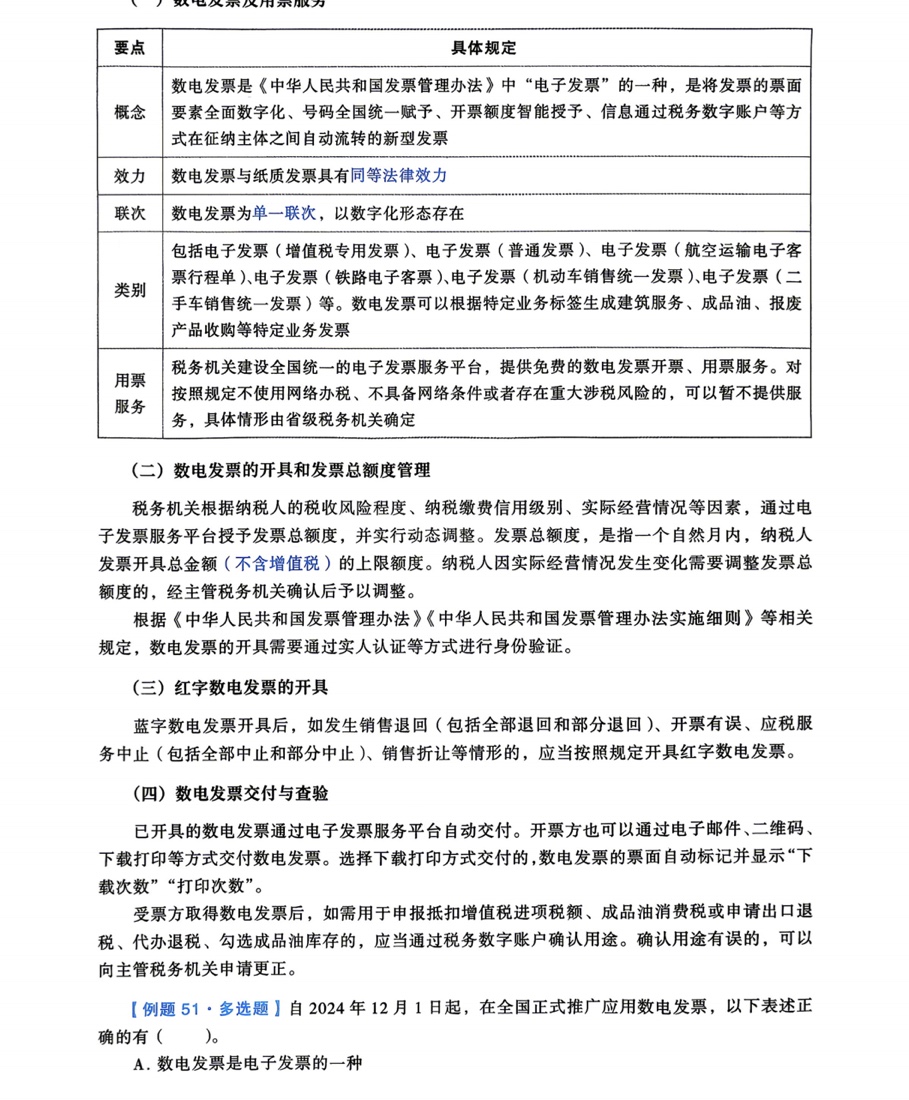 （一）数电发票及用票服务
要点 具体规定
概念
数电发票是《中华人民共和国发票管理办法》中“电子发票”的一种，是将发票的票面
要素全面数字化、号码全国统一赋予、开票额度智能授予、信息通过税务数字账户等方
式在征纳主体之间自动流转的新型发票
效力 数电发票与纸质发票具有同等法律效力
联次 数电发票为单一联次，以数字化形态存在
类别
包括电子发票（增值税专用发票）、电子发票（普通发票）、电子发票（航空运输电子客
票行程单）、电子发票（铁路电子客票）、电子发票（机动车销售统一发票）、电子发票（二
手车销售统一发票）等。数电发票可以根据特定业务标签生成建筑服务、成品油、报废
产品收购等特定业务发票
用票
服务
税务机关建设全国统一的电子发票服务平台，提供免费的数电发票开票、用票服务。对
按照规定不使用网络办税、不具备网络条件或者存在重大涉税风险的，可以暂不提供服
务，具体情形由省级税务机关确定
（二）数电发票的开具和发票总额度管理
税务机关根据纳税人的税收风险程度、纳税缴费信用级别、实际经营情况等因素，通过电
子发票服务平台授予发票总额度，并实行动态调整。发票总额度，是指一个自然月内，纳税人
发票开具总金额（不含增值税）的上限额度。纳税人因实际经营情况发生变化需要调整发票总
额度的，经主管税务机关确认后予以调整。
根据《中华人民共和国发票管理办法》《中华人民共和国发票管理办法实施细则》等相关
规定，数电发票的开具需要通过实人认证等方式进行身份验证。
（三）红字数电发票的开具
蓝字数电发票开具后，如发生销售退回（包括全部退回和部分退回）、开票有误、应税服
务中止（包括全部中止和部分中止）、销售折让等情形的，应当按照规定开具红字数电发票。
（四）数电发票交付与查验
已开具的数电发票通过电子发票服务平台自动交付。开票方也可以通过电子邮件、二维码、
下载打印等方式交付数电发票。选择下载打印方式交付的，数电发票的票面自动标记并显示“下
载次数”“打印次数”。
受票方取得数电发票后，如需用于申报抵扣增值税进项税额、成品油消费税或申请出口退
税、代办退税、勾选成品油库存的，应当通过税务数字账户确认用途。确认用途有误的，可以
向主管税务机关申请更正。
【例题 51·多选题】自 2024 年 12 月 1 日起，在全国正式推广应用数电发票，以下表述正
确的有（ ）。
A. 数电发票是电子发票的一种